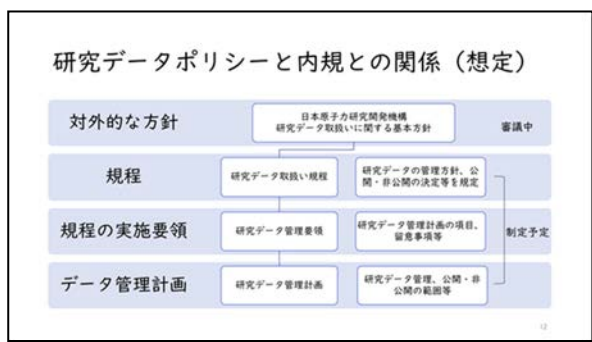 研究データポリシーと内規との関係（想定）
対外的な方針
日本原子力研究開発機構
研究データ取扱いに関する基本方針
審議中
規程
研究データ取扱い規程
研究データの管理方針、公
開・非公開の決定等を規定
規程の実施要領
研究データ管理要領
研究データ管理計画の項目、
留意事項等
制定予定
データ管理計画
研究データ管理計画
研究データ管理、公開・非
公開の範囲等
12